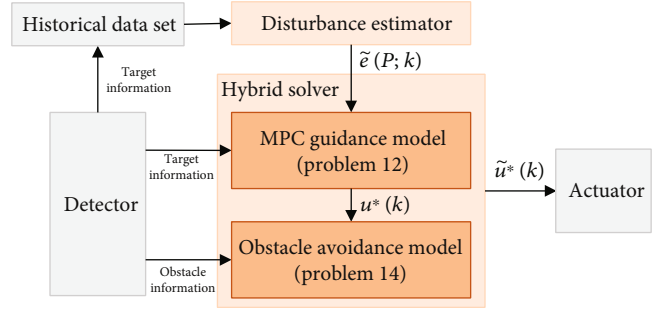 Historical data set
Disturbance estimator
Target
information
ẽ (P; k)
Hybrid solver
MPC guidance model
(problem 12)
Target
information
ũ* (k)
Detector
Actuator
u* (k)
Obstacle avoidance model
(problem 14)
Obstacle
information